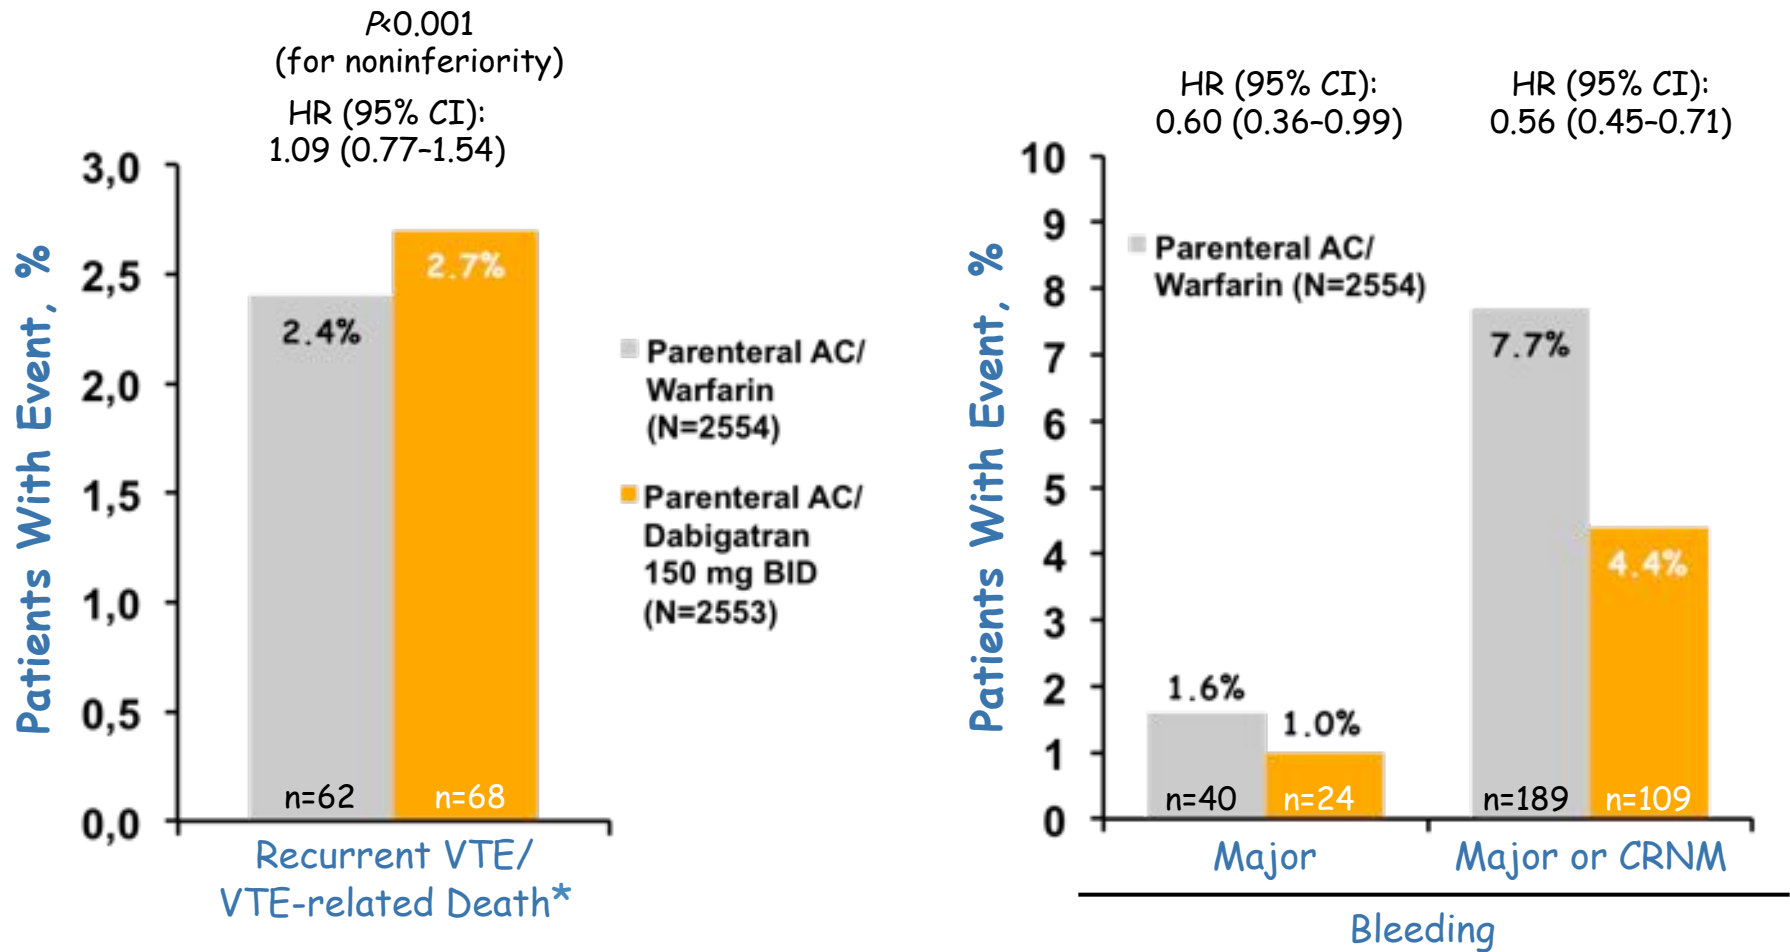 P<0.001
(for noninferiority)
HR (95% CI):
1.09 (0.77–1.54)
Patients With Event, %
3,0
2,5
2,0
1,5
1,0
0,5
0,0
2.4%
2.7%
n=62
n=68
Recurrent VTE/
VTE-related Death*
Parenteral AC/
Warfarin
(N=2554)
Parenteral AC/
Dabigatran
150 mg BID
(N=2553)
HR (95% CI):
0.60 (0.36–0.99)
HR (95% CI):
0.56 (0.45–0.71)
Patients With Event, %
10
9
8
7
6
5
4
3
2
1
0
Parenteral AC/
Warfarin (N=2554)
1.6%
1.0%
7.7%
4.4%
n=40
n=24
n=189
n=109
Major
Major or CRNM
Bleeding